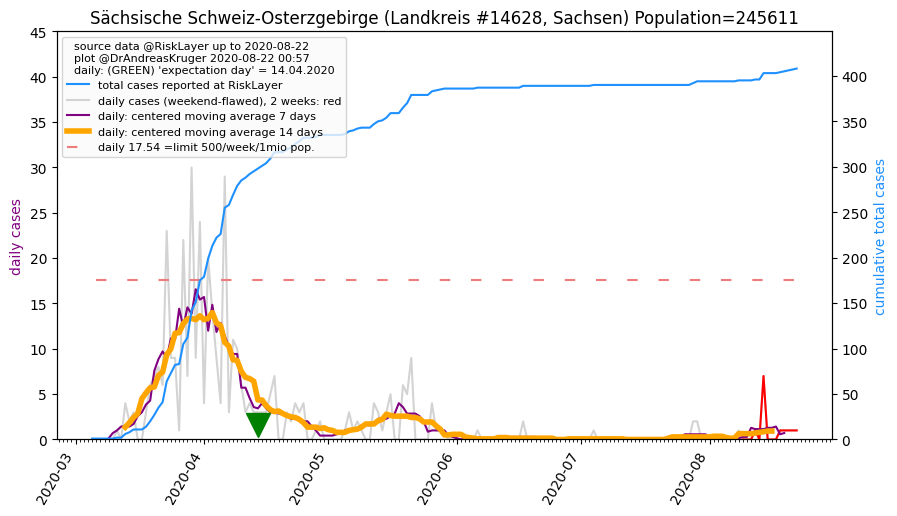 Sächsische Schweiz-Osterzgebirge (Landkreis #14628, Sachsen) Population=245611
source data @RiskLayer up to 2020-08-22
plot @DrAndreasKruger 2020-08-22 00:57
daily: (GREEN) 'expectation day' = 14.04.2020
total cases reported at RiskLayer
daily cases (weekend-flawed), 2 weeks: red
daily: centered moving average 7 days
daily: centered moving average 14 days
daily 17.54 =limit 500/week/1mio pop.
daily cases
45
40
35
30
25
20
15
10
5
0
cumulative total cases
400
350
300
250
200
150
100
50
0
2020-03
2020-04
2020-05
2020-06
2020-07
2020-08